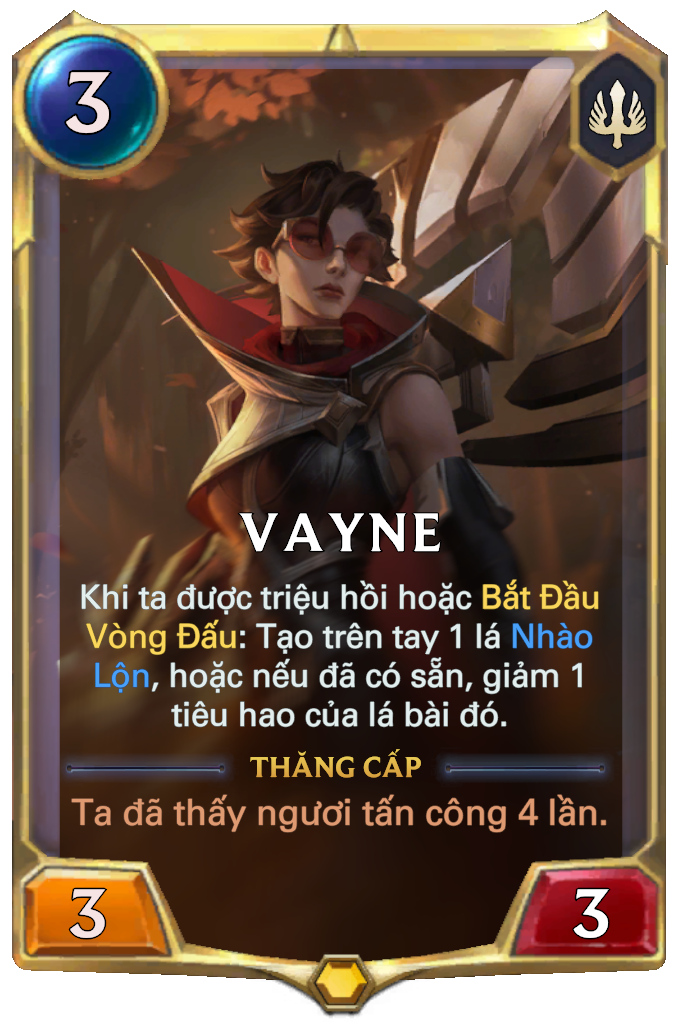 3
VAYNE
Khi ta được triệu hồi hoặc Bắt Đầu
Vòng Đấu: Tạo trên tay 1 lá Nhào
Lộn, hoặc nếu đã có sẵn, giảm 1
tiêu hao của lá bài đó.
THĂNG CẤP
Ta đã thấy ngươi tấn công 4 lần.
3
3